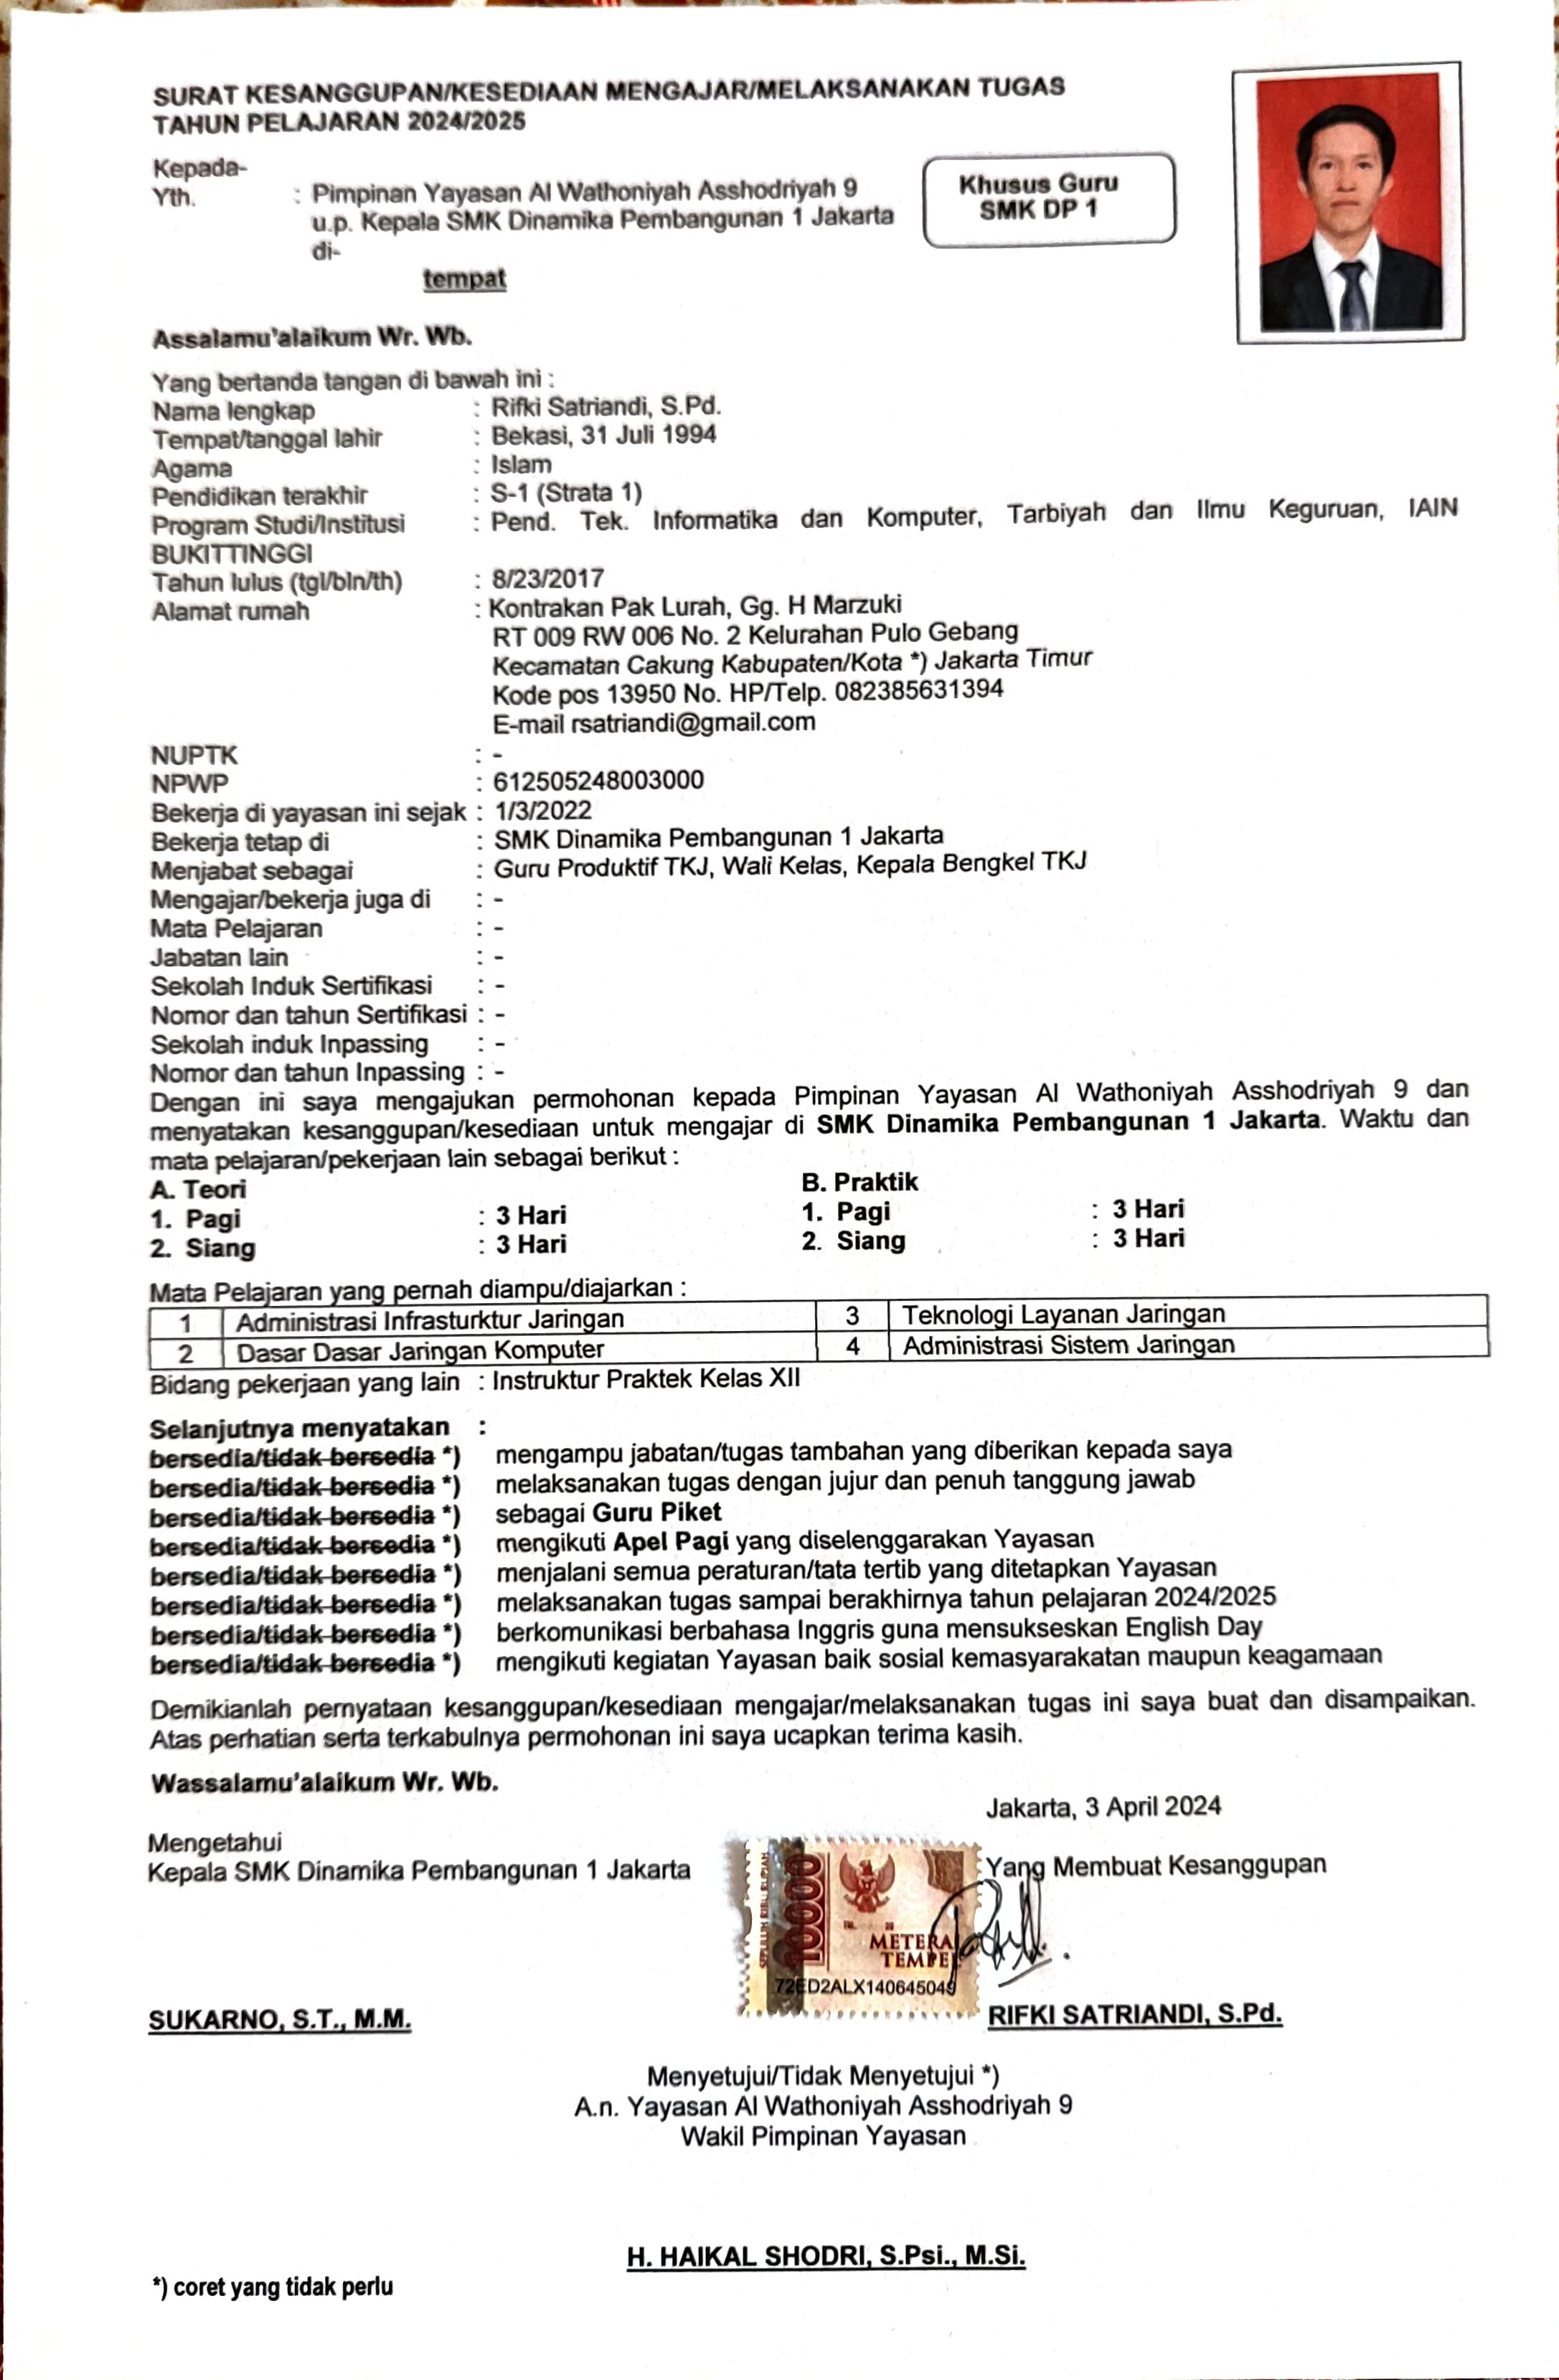 SURAT KESANGGUPAN/KESEDIAAN MENGAJAR/MELAKSANAKAN TUGAS
TAHUN PELAJARAN 2024/2025
Kepada-
Yth. : Pimpinan Yayasan Al Wathoniyah Asshodriyah 9
u.p. Kepala SMK Dinamika Pembangunan 1 Jakarta
di-
tempat
Khusus Guru
SMK DP 1
Assalamu'alaikum Wr. Wb.
Yang bertanda tangan di bawah ini :
Nama lengkap : Rifki Satriandi, S.Pd.
Tempat/tanggal lahir : Bekasi, 31 Juli 1994
Agama : Islam
Pendidikan terakhir : S-1 (Strata 1)
Program Studi/Institusi : Pend. Tek. Informatika dan Komputer, Tarbiyah dan Ilmu Keguruan, IAIN
BUKITTINGGI
Tahun lulus (tgl/bln/th) : 8/23/2017
Alamat rumah : Kontrakan Pak Lurah, Gg. H Marzuki
RT 009 RW 006 No. 2 Kelurahan Pulo Gebang
Kecamatan Cakung Kabupaten/Kota *) Jakarta Timur
Kode pos 13950 No. HP/Telp. 082385631394
E-mail rsatriandi@gmail.com
NUPTK : -
NPWP : 612505248003000
Bekerja di yayasan ini sejak : 1/3/2022
Bekerja tetap di : SMK Dinamika Pembangunan 1 Jakarta
Menjabat sebagai : Guru Produktif TKJ, Wali Kelas, Kepala Bengkel TKJ
Mengajar/bekerja juga di : -
Mata Pelajaran : -
Jabatan lain : -
Sekolah Induk Sertifikasi : -
Nomor dan tahun Sertifikasi : -
Sekolah induk Inpassing : -
Nomor dan tahun Inpassing : -
Dengan ini saya mengajukan permohonan kepada Pimpinan Yayasan Al Wathoniyah Asshodriyah 9 dan
menyatakan kesanggupan/kesediaan untuk mengajar di SMK Dinamika Pembangunan 1 Jakarta. Waktu dan
mata pelajaran/pekerjaan lain sebagai berikut :
A. Teori B. Praktik
1. Pagi : 3 Hari 1. Pagi : 3 Hari
2. Siang : 3 Hari 2. Siang : 3 Hari
Mata Pelajaran yang pernah diampu/diajarkan :
1 Administrasi Infrasturktur Jaringan 3 Teknologi Layanan Jaringan
2 Dasar Dasar Jaringan Komputer 4 Administrasi Sistem Jaringan
Bidang pekerjaan yang lain : Instruktur Praktek Kelas XII
Selanjutnya menyatakan :
bersedia/tidak bersedia *) mengampu jabatan/tugas tambahan yang diberikan kepada saya
bersedia/tidak bersedia *) melaksanakan tugas dengan jujur dan penuh tanggung jawab
bersedia/tidak bersedia *) sebagai Guru Piket
bersedia/tidak bersedia *) mengikuti Apel Pagi yang diselenggarakan Yayasan
bersedia/tidak bersedia *) menjalani semua peraturan/tata tertib yang ditetapkan Yayasan
bersedia/tidak bersedia *) melaksanakan tugas sampai berakhirnya tahun pelajaran 2024/2025
bersedia/tidak bersedia *) berkomunikasi berbahasa Inggris guna mensukseskan English Day
bersedia/tidak bersedia *) mengikuti kegiatan Yayasan baik sosial kemasyarakatan maupun keagamaan
Demikianlah pernyataan kesanggupan/kesediaan mengajar/melaksanakan tugas ini saya buat dan disampaikan.
Atas perhatian serta terkabulnya permohonan ini saya ucapkan terima kasih.
Wassalamu'alaikum Wr. Wb.
Jakarta, 3 April 2024
Mengetahui
Kepala SMK Dinamika Pembangunan 1 Jakarta
Yang Membuat Kesanggupan
SEPULUH RIBU RUPIAH
10000
METERA
TEMPE
72ED2ALX140645049
SUKARNO, S.T., M.M.
RIFKI SATRIANDI, S.Pd.
Menyetujui/Tidak Menyetujui *)
A.n. Yayasan Al Wathoniyah Asshodriyah 9
Wakil Pimpinan Yayasan
H. HAIKAL SHODRI, S.Psi., M.Si.
*) coret yang tidak perlu